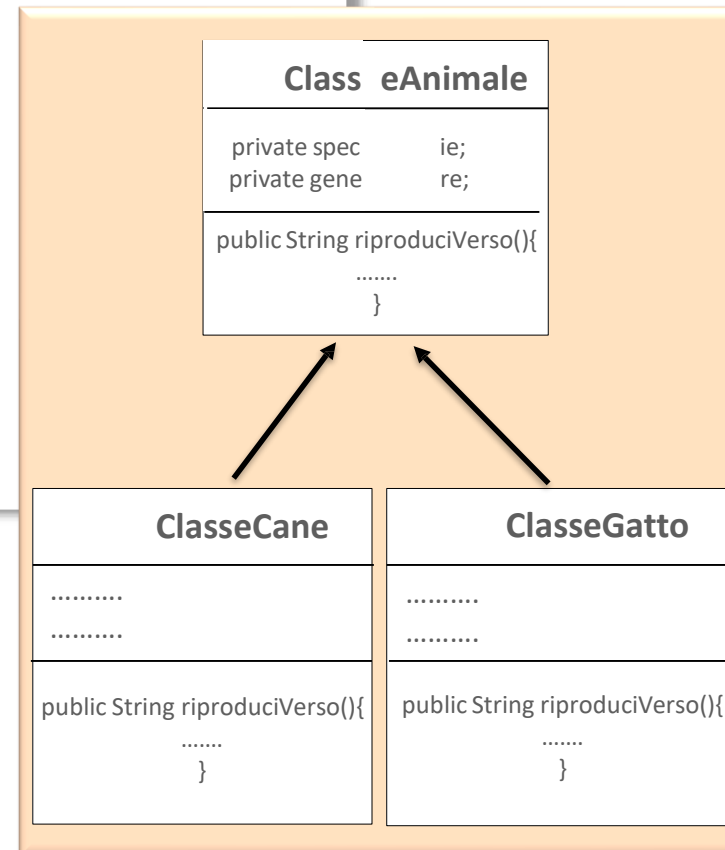 Class eAnimale
private spec ie;
private gene re;
public String riproduciVerso(){
.......
}
ClasseCane
..........
..........
public String riproduciVerso(){
.......
}
ClasseGatto
..........
..........
public String riproduciVerso(){
.......
}